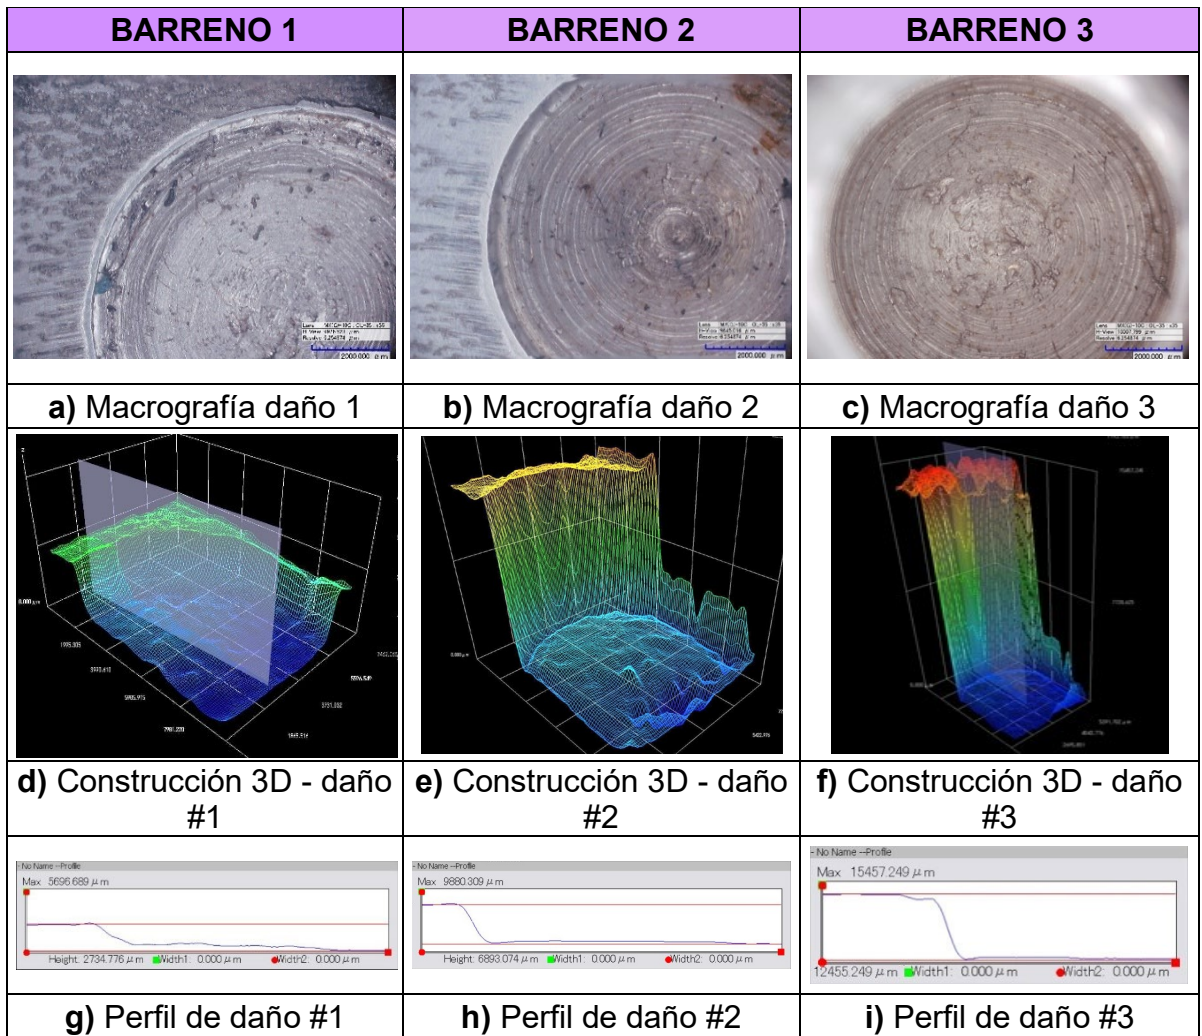 BARRENO 1
BARRENO 2
BARRENO 3
2000.000 μm
2000.000 μm
2000.000 μm
a) Macrografía daño 1
b) Macrografía daño 2
c) Macrografía daño 3
d) Construcción 3D - daño
#1
e) Construcción 3D - daño
#2
f) Construcción 3D - daño
#3
- No Name --Profile
Max 5696.689 μm
Height: 2734.776 μm Width1: 0.000 μm Width2: 0.000 μm
- No Name --Profile
Max 9880.309 μm
Height: 6893.074 μm Width1: 0.000 μm Width2: 0.000 μm
- No Name --Profile
Max 15457.249 μm
12455.249 μm Width1: 0.000 μm Width2: 0.000 μm
g) Perfil de daño #1
h) Perfil de daño #2
i) Perfil de daño #3